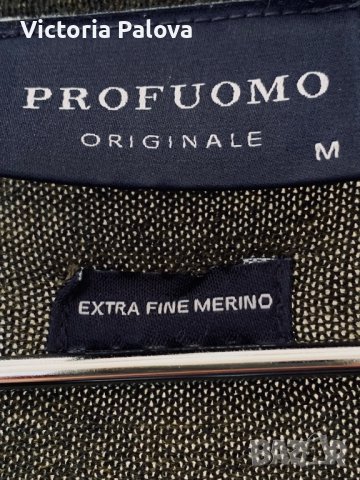 Victoria Palova
PROFUOMO
ORIGINALE
M
EXTRA FINE MERINO